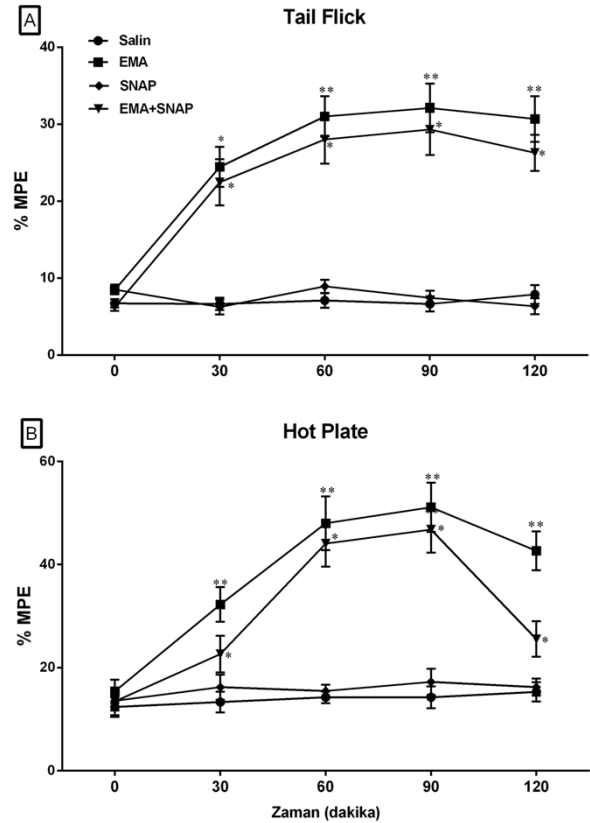 A
Tail Flick
Salin
EMA
SNAP
EMA+SNAP
% MPE
40
30
20
10
0
** ** **
* * * * *
0 30 60 90 120
B
Hot Plate
% MPE
60
40
20
0
** ** ** **
* * * *
0 30 60 90 120
Zaman (dakika)